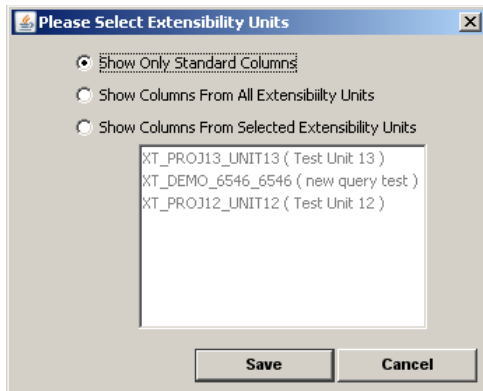 Please Select Extensibility Units
Show Only Standard Columns
Show Columns From All Extensibiilty Units
Show Columns From Selected Extensibility Units
XT_PROJ13_UNIT13 ( Test Unit 13 )
XT_DEMO_6546_6546 ( new query test )
XT_PROJ12_UNIT12 ( Test Unit 12 )
Save Cancel